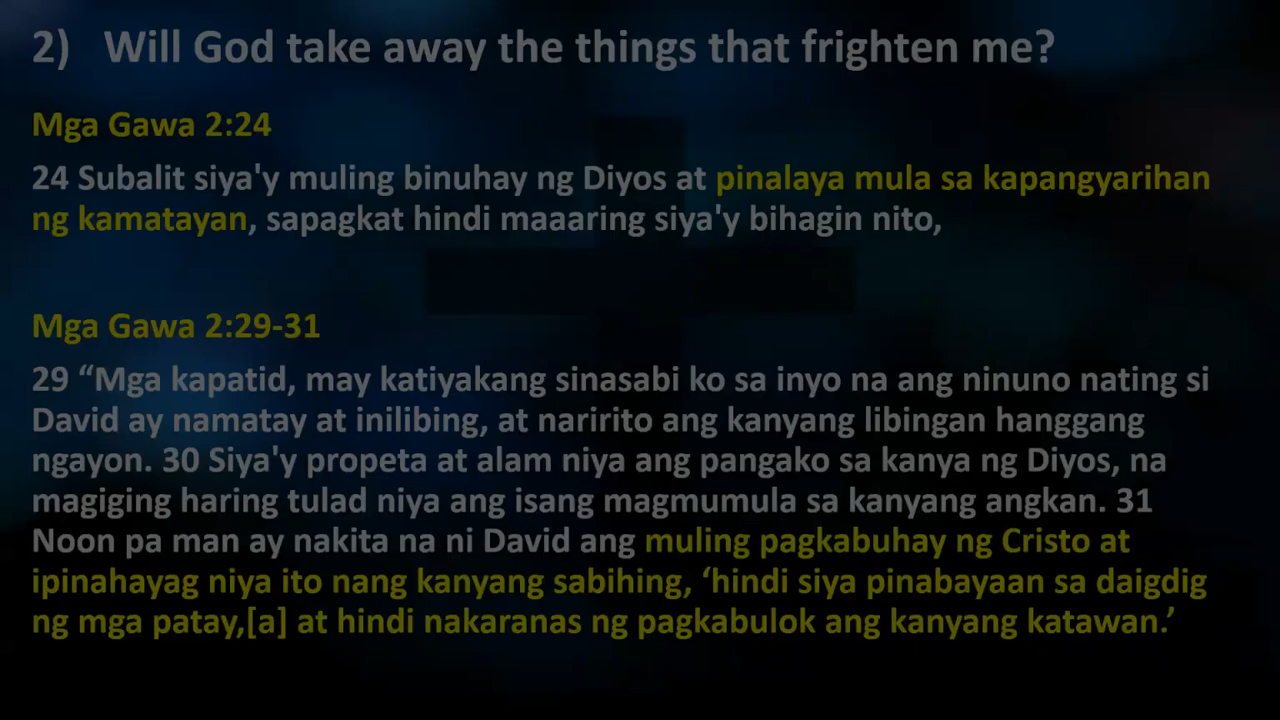 2) Will God take away the things that frighten me?
Mga Gawa 2:24
24 Subalit siya'y muling binuhay ng Diyos at pinalaya mula sa kapangyarihan
ng kamatayan, sapagkat hindi maaaring siya'y bihagin nito,
Mga Gawa 2:29-31
29 “Mga kapatid, may katiyakang sinasabi ko sa inyo na ang ninuno nating si
David ay namatay at inilibing, at naririto ang kanyang libingan hanggang
ngayon. 30 Siya'y propeta at alam niya ang pangako sa kanya ng Diyos, na
magiging haring tulad niya ang isang magmumula sa kanyang angkan. 31
Noon pa man ay nakita na ni David ang muling pagkabuhay ng Cristo at
ipinahayag niya ito nang kanyang sabihing, ‘hindi siya pinabayaan sa daigdig
ng mga patay,[a] at hindi nakaranas ng pagkabulok ang kanyang katawan.’